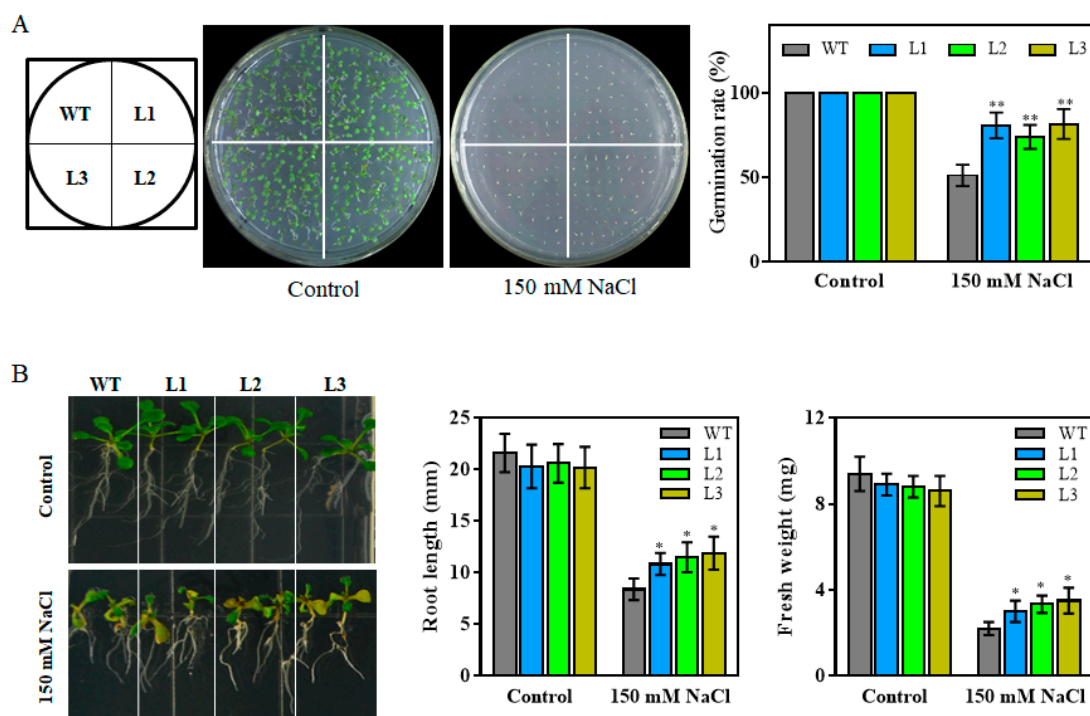 A
WT L1
L3 L2
Control
150 mM NaCl
WT L1 L2 L3
Germination rate (%)
100
50
0
** ** **
Control 150 mM NaCl
B
WT L1 L2 L3
Control
150 mM NaCl
Root length (mm)
25
20
15
10
5
0
WT
L1
L2
L3
* * *
Control 150 mM NaCl
Fresh weight (mg)
12
9
6
3
0
WT
L1
L2
L3
* * *
Control 150 mM NaCl